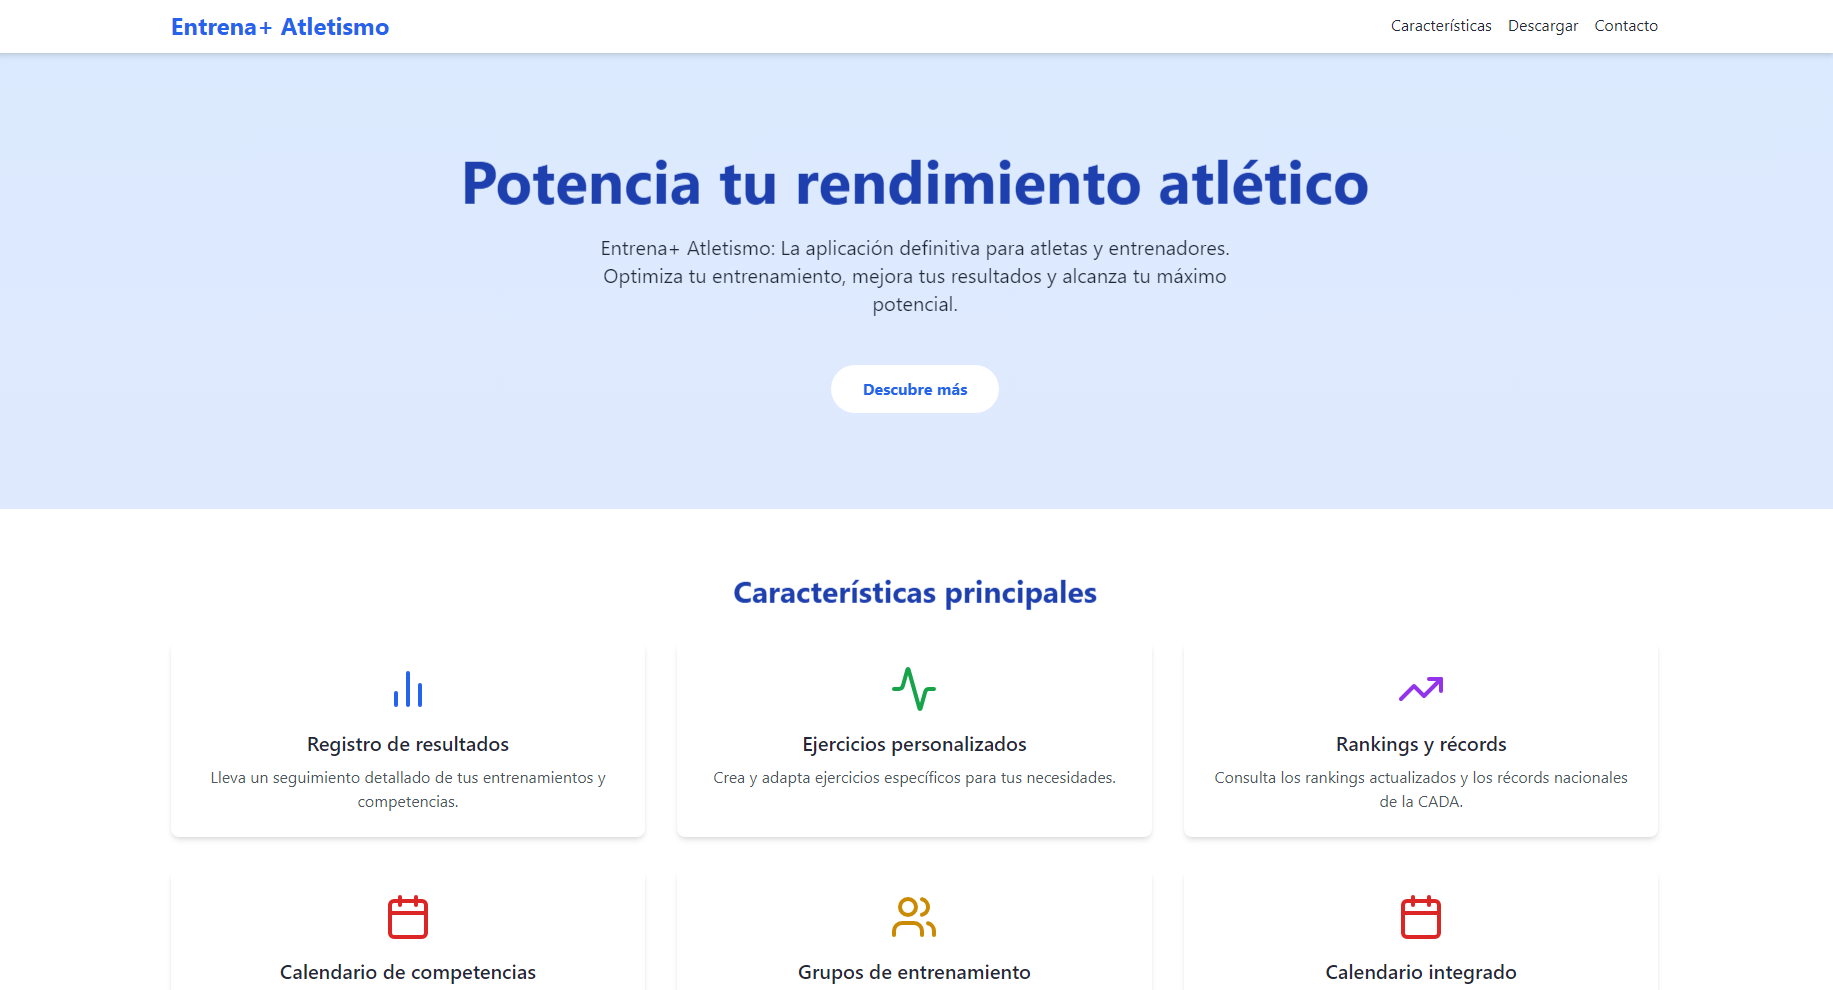 Entrena+ Atletismo
Características Descargar Contacto
Potencia tu rendimiento atlético
Entrena+ Atletismo: La aplicación definitiva para atletas y entrenadores.
Optimiza tu entrenamiento, mejora tus resultados y alcanza tu máximo
potencial.
Descubre más
Características principales
Registro de resultados
Lleva un seguimiento detallado de tus entrenamientos y
competencias.
Ejercicios personalizados
Crea y adapta ejercicios específicos para tus necesidades.
Rankings y récords
Consulta los rankings actualizados y los récords nacionales
de la CADA.
Calendario de competencias
Grupos de entrenamiento
Calendario integrado